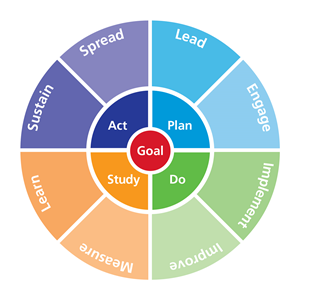 Spread
Lead
Sustain
Engage
Act
Plan
Goal
Study
Do
Learn
Implement
Measure
Improve